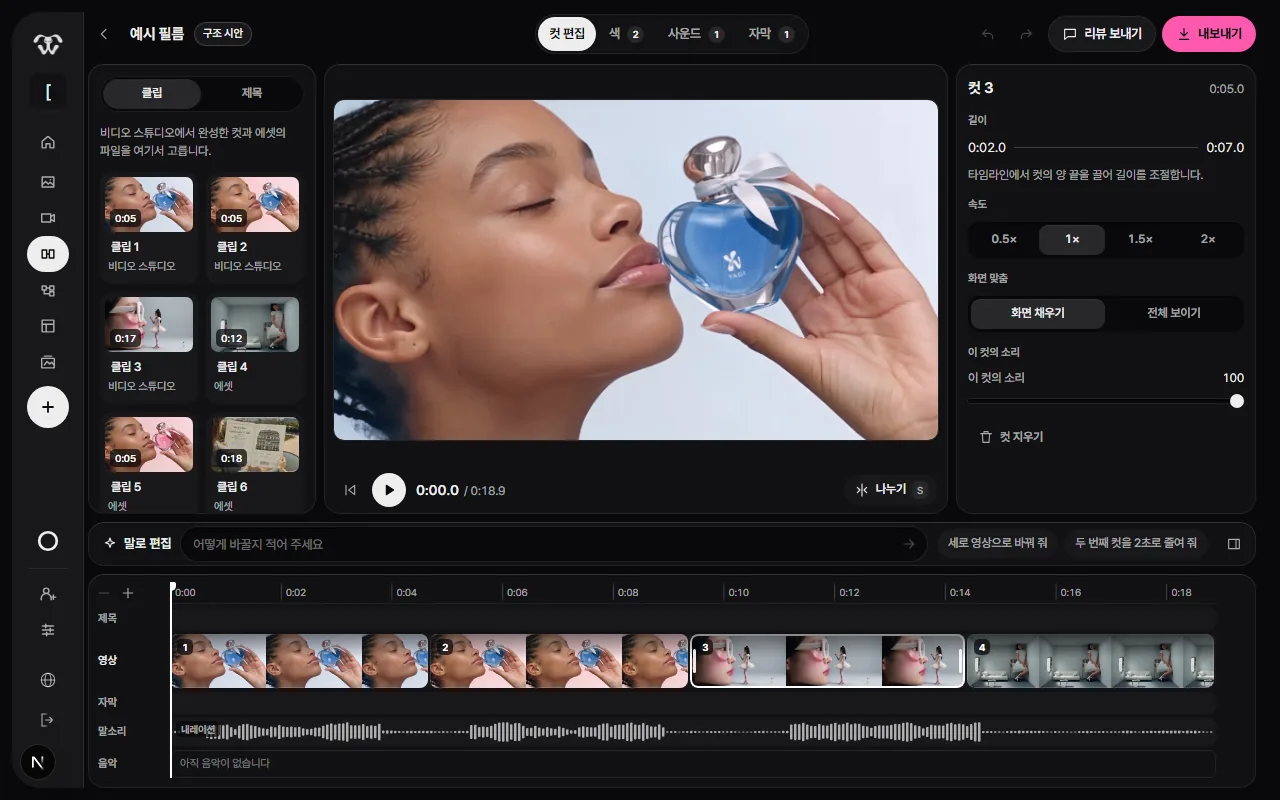 예시 필름
구조 시안
컷 편집
색 2
사운드 1
자막 1
리뷰 보내기
내보내기
[
클립
제목
비디오 스튜디오에서 완성한 컷과 에셋의
파일을 여기서 고릅니다.
0:05
0:05
클립 1
클립 2
비디오 스튜디오
비디오 스튜디오
0:17
0:12
클립 3
클립 4
비디오 스튜디오
에셋
0:05
0:18
클립 5
클립 6
에셋
에셋
YAGI
0:00.0 / 0:18.9
나누기 S
컷 3
0:05.0
길이
0:02.0
0:07.0
타임라인에서 컷의 양 끝을 끌어 길이를 조절합니다.
속도
0.5×
1×
1.5×
2×
화면 맞춤
화면 채우기
전체 보이기
이 컷의 소리
이 컷의 소리
100
컷 지우기
말로 편집
어떻게 바꿀지 적어 주세요
세로 영상으로 바꿔 줘
두 번째 컷을 2초로 줄여 줘
0:00
0:02
0:04
0:06
0:08
0:10
0:12
0:14
0:16
0:18
제목
영상
1
2
3
4
자막
말소리
내레이션
음악
아직 음악이 없습니다
N